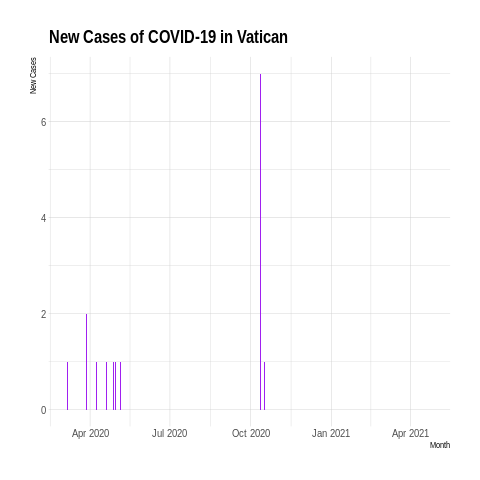 New Cases of COVID-19 in Vatican
New Cases
6
4
2
0
Apr 2020 Jul 2020 Oct 2020 Jan 2021 Apr 2021
Month